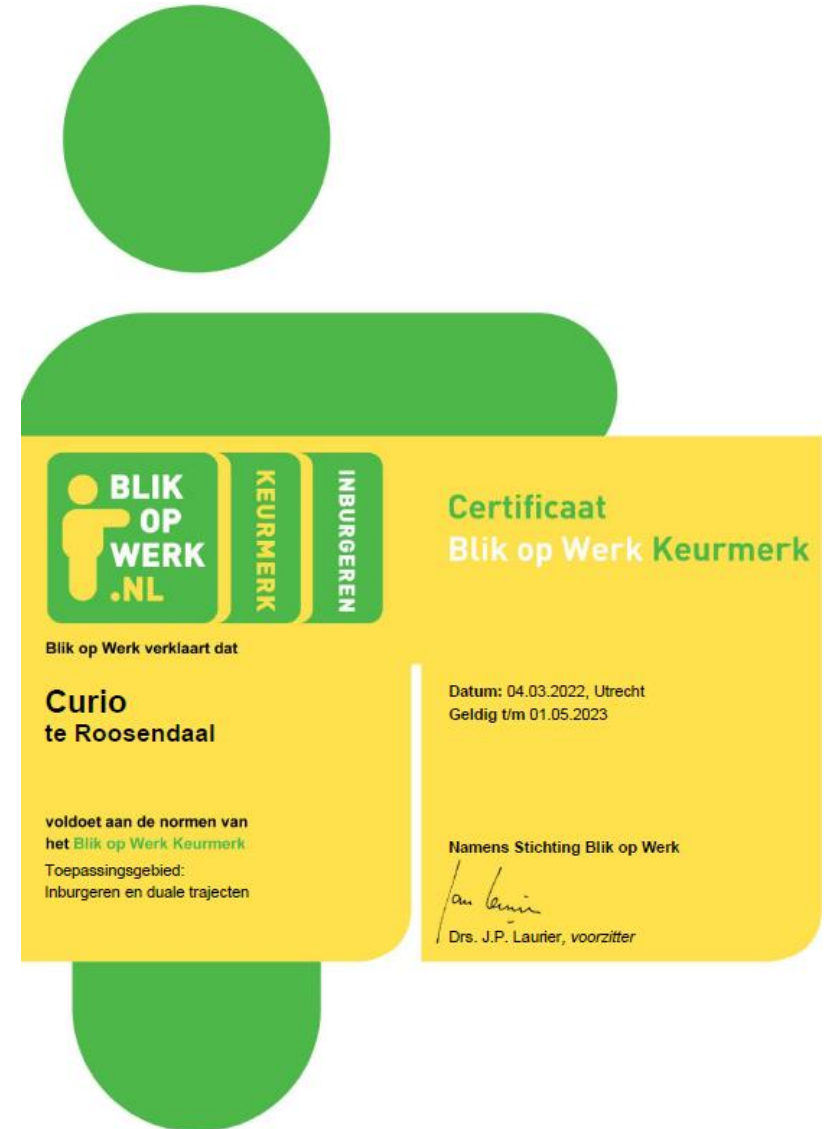 BLIK
OP
WERK
.NL
KEURMERK
INBURGEREN
Certificaat
Blik op Werk Keurmerk
Blik op Werk verklaart dat
Curio
te Roosendaal
voldoet aan de normen van
het Blik op Werk Keurmerk
Toepassingsgebied:
Inburgeren en duale trajecten
Datum: 04.03.2022, Utrecht
Geldig t/m 01.05.2023
Namens Stichting Blik op Werk
Drs. J.P. Laurier, voorzitter